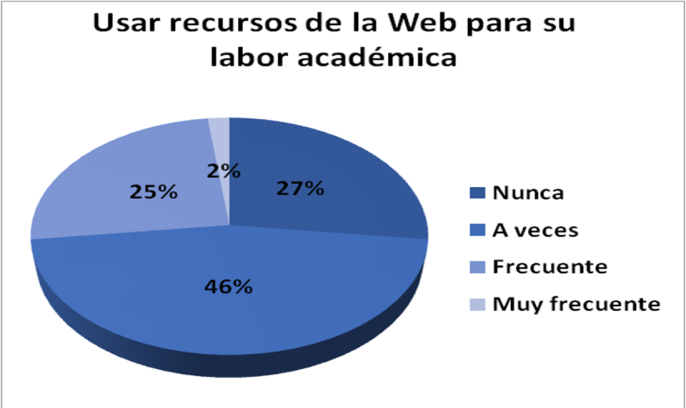 Usar recursos de la Web para su
labor académica
2%
25%
27%
46%
Nunca
A veces
Frecuente
Muy frecuente